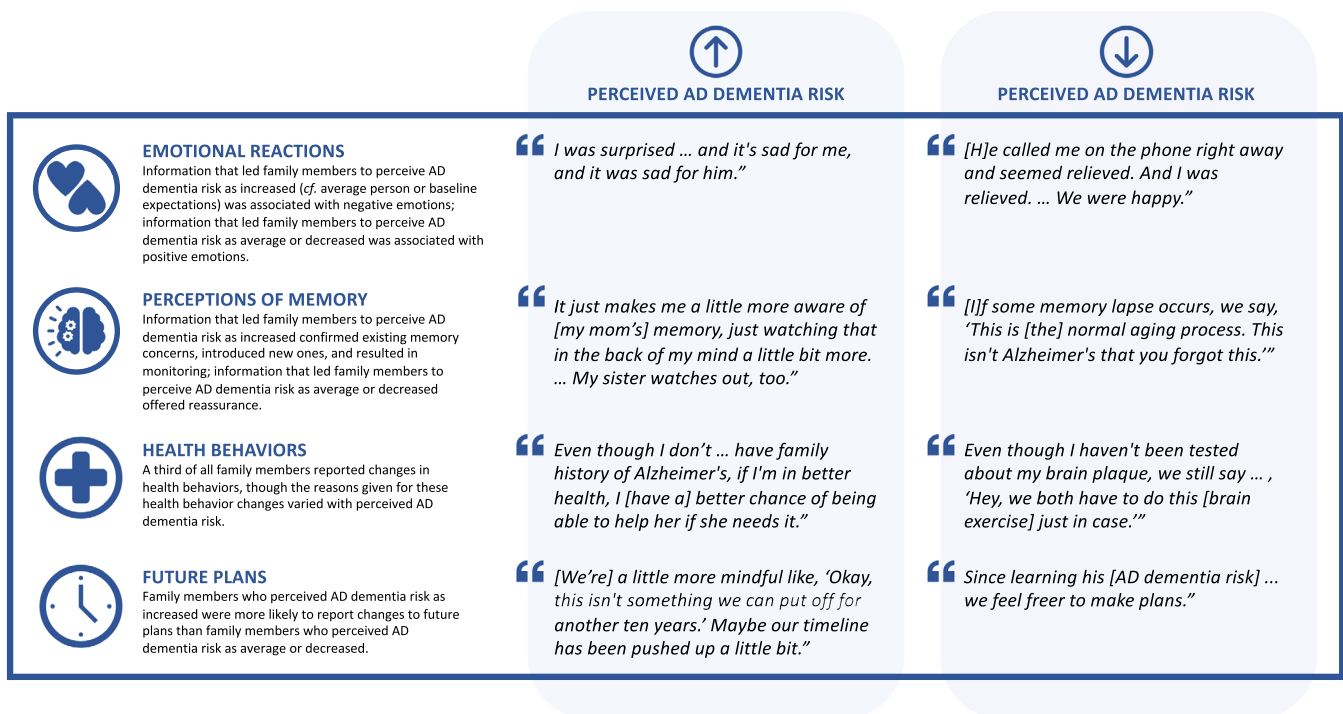 PERCEIVED AD DEMENTIA RISK
PERCEIVED AD DEMENTIA RISK
EMOTIONAL REACTIONS
Information that led family members to perceive AD
dementia risk as increased (cf. average person or baseline
expectations) was associated with negative emotions;
information that led family members to perceive AD
dementia risk as average or decreased was associated with
positive emotions.
“I was surprised … and it's sad for me,
and it was sad for him.”
“[H]e called me on the phone right away
and seemed relieved. And I was
relieved. … We were happy.”
PERCEPTIONS OF MEMORY
Information that led family members to perceive AD
dementia risk as increased confirmed existing memory
concerns, introduced new ones, and resulted in
monitoring; information that led family members to
perceive AD dementia risk as average or decreased
offered reassurance.
“It just makes me a little more aware of
[my mom’s] memory, just watching that
in the back of my mind a little bit more.
… My sister watches out, too.”
“[I]f some memory lapse occurs, we say,
‘This is [the] normal aging process. This
isn't Alzheimer's that you forgot this.’”
HEALTH BEHAVIORS
A third of all family members reported changes in
health behaviors, though the reasons given for these
health behavior changes varied with perceived AD
dementia risk.
“Even though I don’t … have family
history of Alzheimer's, if I'm in better
health, I [have a] better chance of being
able to help her if she needs it.”
“Even though I haven't been tested
about my brain plaque, we still say … ,
‘Hey, we both have to do this [brain
exercise] just in case.’”
FUTURE PLANS
Family members who perceived AD dementia risk as
increased were more likely to report changes to future
plans than family members who perceived AD
dementia risk as average or decreased.
“[We’re] a little more mindful like, ‘Okay,
this isn't something we can put off for
another ten years.’ Maybe our timeline
has been pushed up a little bit.”
“Since learning his [AD dementia risk] ...
we feel freer to make plans.”